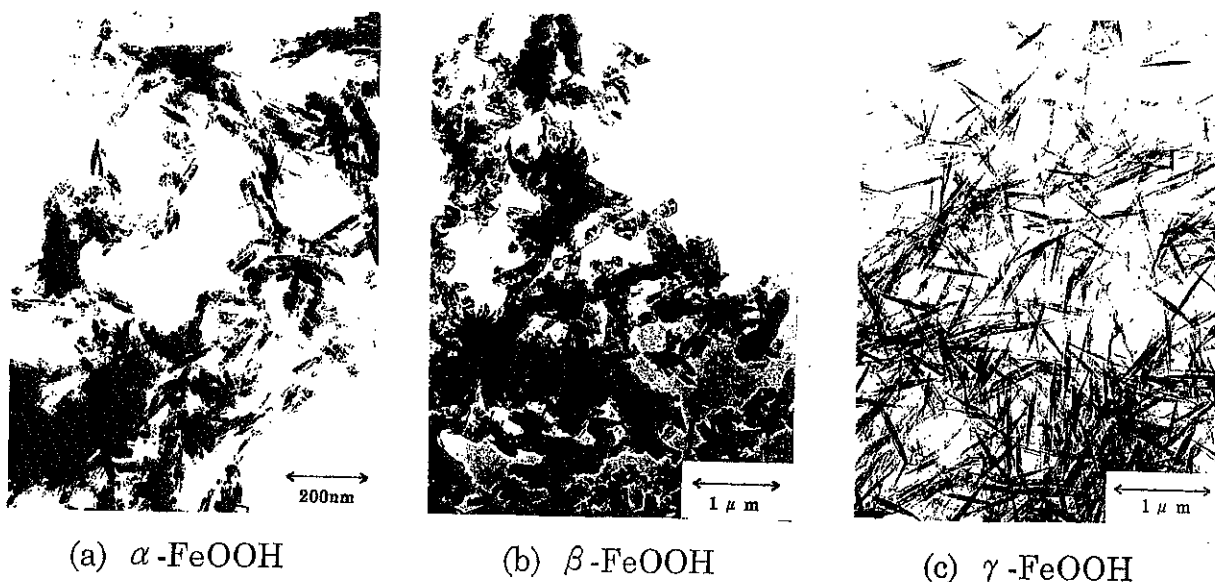 200nm
1 μ m
1 μ m
(a) α-FeOOH
(b) β-FeOOH
(c) γ-FeOOH